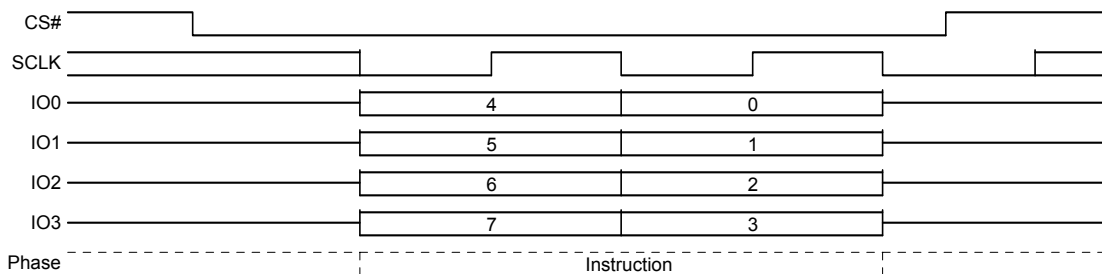 CS#
SCLK
IO0 4 0
IO1 5 1
IO2 6 2
IO3 7 3
Phase Instruction